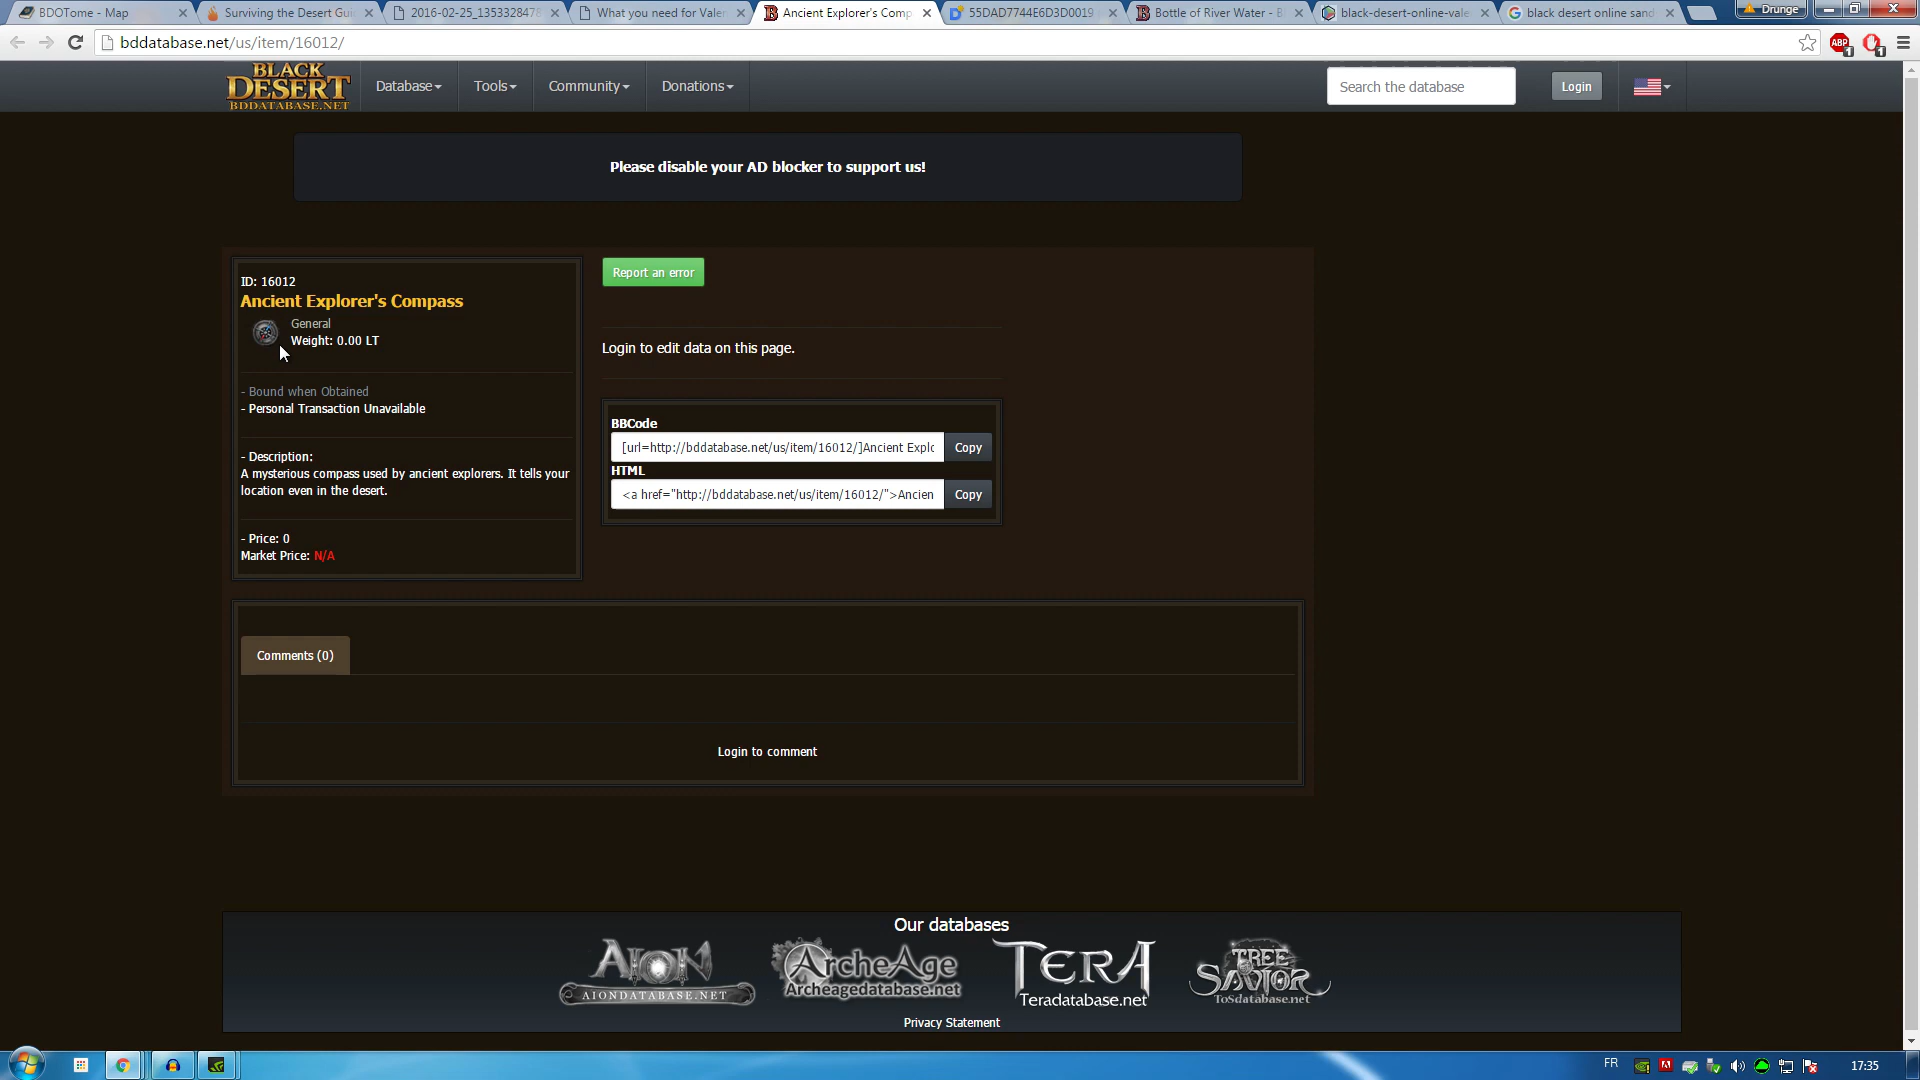 BDOTome - Map
Surviving the Desert Gui
2016-02-25_1353328478
What you need for Valen
Ancient Explorer's Comp
55DAD7744E6D3D0019
Bottle of River Water - B
black-desert-online-vale
black desert online sand
Drunge
bddatabase.net/us/item/16012/
ABP
1
1
BLACK
DESERT
BDDATABASE.NET
Database
Tools
Community
Donations
Search the database
Login
Please disable your AD blocker to support us!
ID: 16012
Ancient Explorer's Compass
General
Weight: 0.00 LT
- Bound when Obtained
- Personal Transaction Unavailable
- Description:
A mysterious compass used by ancient explorers. It tells your
location even in the desert.
- Price: 0
Market Price: N/A
Report an error
Login to edit data on this page.
BBCode
[url=http://bddatabase.net/us/item/16012/]Ancient Explo
Copy
HTML
<a href="http://bddatabase.net/us/item/16012/">Ancien
Copy
Comments (0)
Login to comment
Our databases
AION
AIONDATABASE.NET
ArcheAge
Archeagedatabase.net
TERA
Teradatabase.net
TREE
SAVIOR
ToSdatabase.net
Privacy Statement
FR
17:35